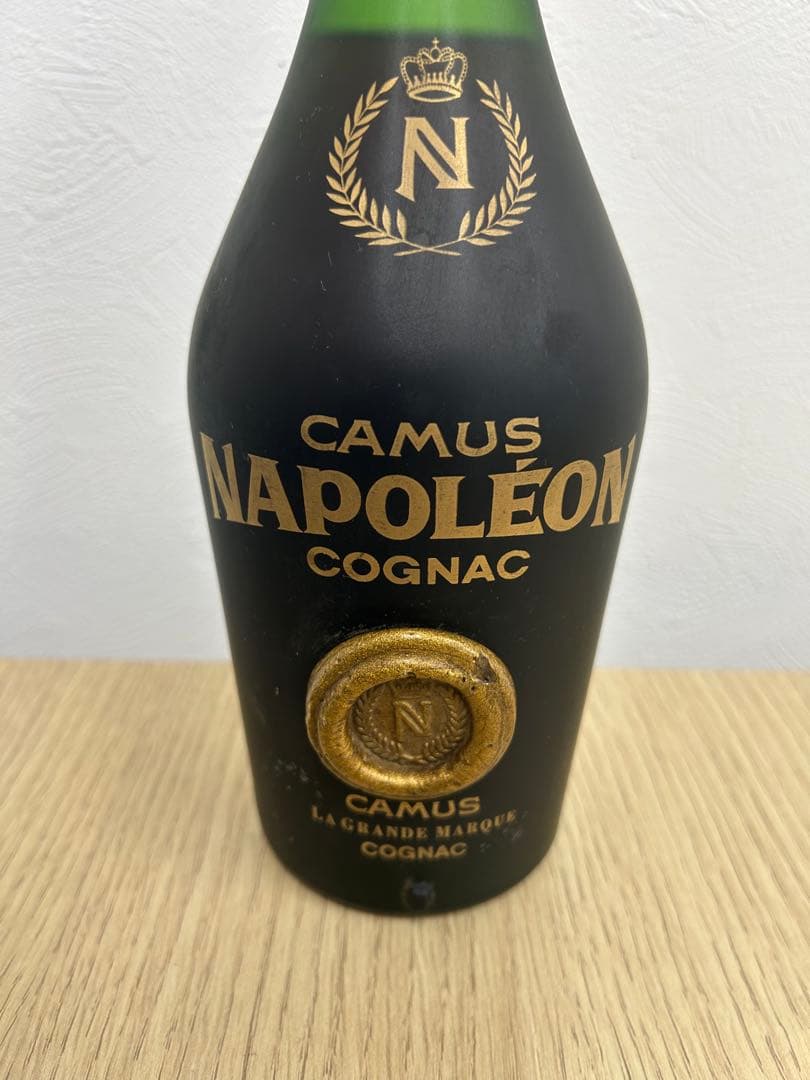 N
CAMUS
NAPOLÉON
COGNAC
N
CAMUS
LA GRANDE MARQUE
COGNAC